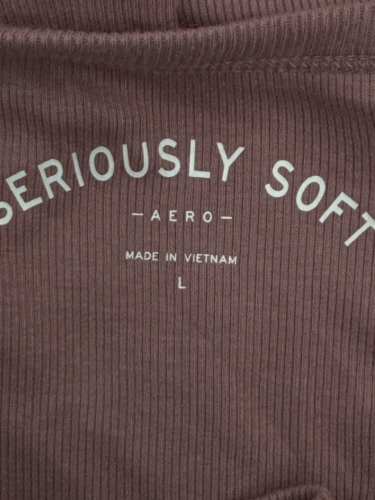 SERIOUSLY SOFT
— AERO —
MADE IN VIETNAM
L